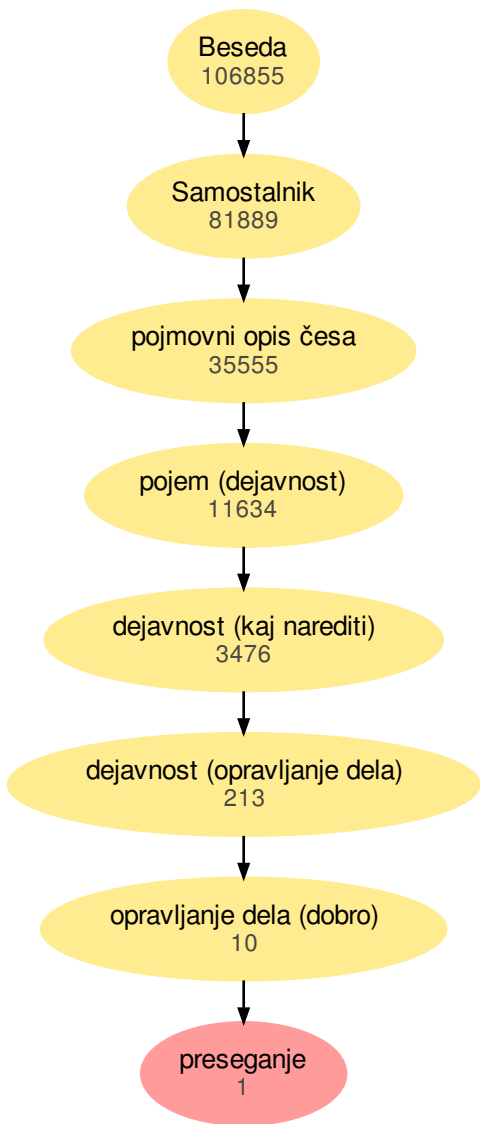 Beseda
106855
Samostalnik
81889
pojmovni opis česa
35555
pojem (dejavnost)
11634
dejavnost (kaj narediti)
3476
dejavnost (opravljanje dela)
213
opravljanje dela (dobro)
10
preseganje
1